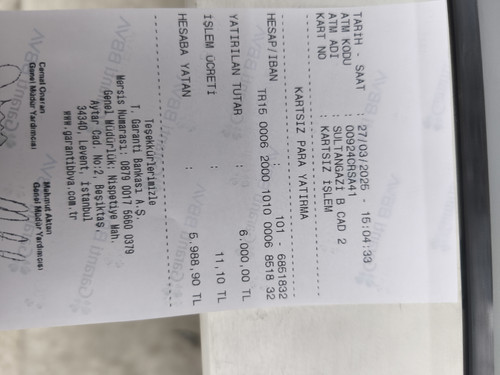 TARİH - SAAT : 27/03/2025 - 15:04:33
ATM KODU : 00924CRSA41
ATM ADI : SULTANGAZI B CAD 2
KART NO : KARTSIZ İŞLEM
KARTSIZ PARA YATIRMA
HESAP/IBAN : 101 - 6851832
TR15 0006 2000 1010 0006 8518 32
YATIRILAN TUTAR : 6.000,00 TL
İŞLEM ÜCRETİ : 11,10 TL
HESABA YATAN : 5.988,90 TL
Teşekkürlerimizle
T. Garanti Bankası A.Ş.
Mersis Numarası: 0879 0017 5660 0379
Genel Müdürlük: Nispetiye Mah.
Aytar Cad. No:2, Beşiktaş,
34340, Levent, İstanbul
www.garantibbva.com.tr
Cemal Onaran Mahmut Akten
Genel Müdür Yardımcısı Genel Müdür Yardımcısı